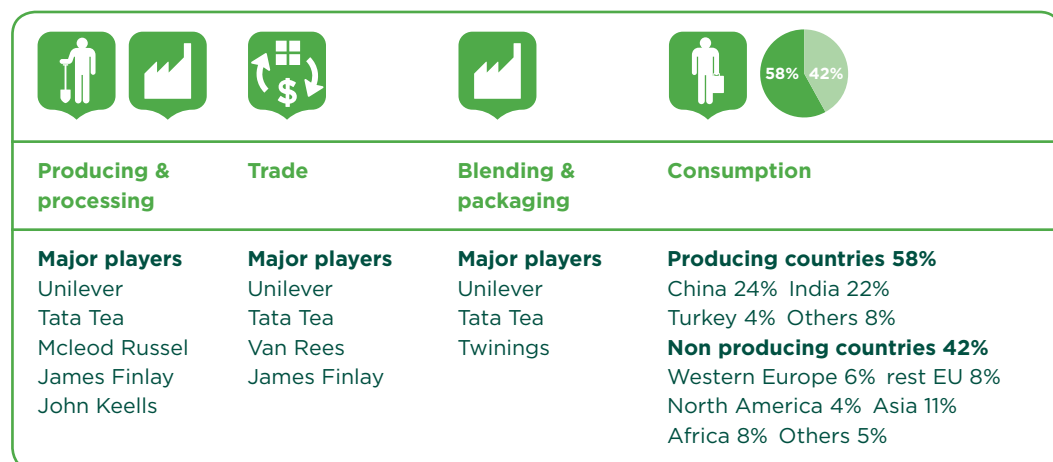 $
58% 42%
Producing &
processing
Trade
Blending &
packaging
Consumption
Major players
Unilever
Tata Tea
Mcleod Russel
James Finlay
John Keells
Major players
Unilever
Tata Tea
Van Rees
James Finlay
Major players
Unilever
Tata Tea
Twinings
Producing countries 58%
China 24% India 22%
Turkey 4% Others 8%
Non producing countries 42%
Western Europe 6% rest EU 8%
North America 4% Asia 11%
Africa 8% Others 5%